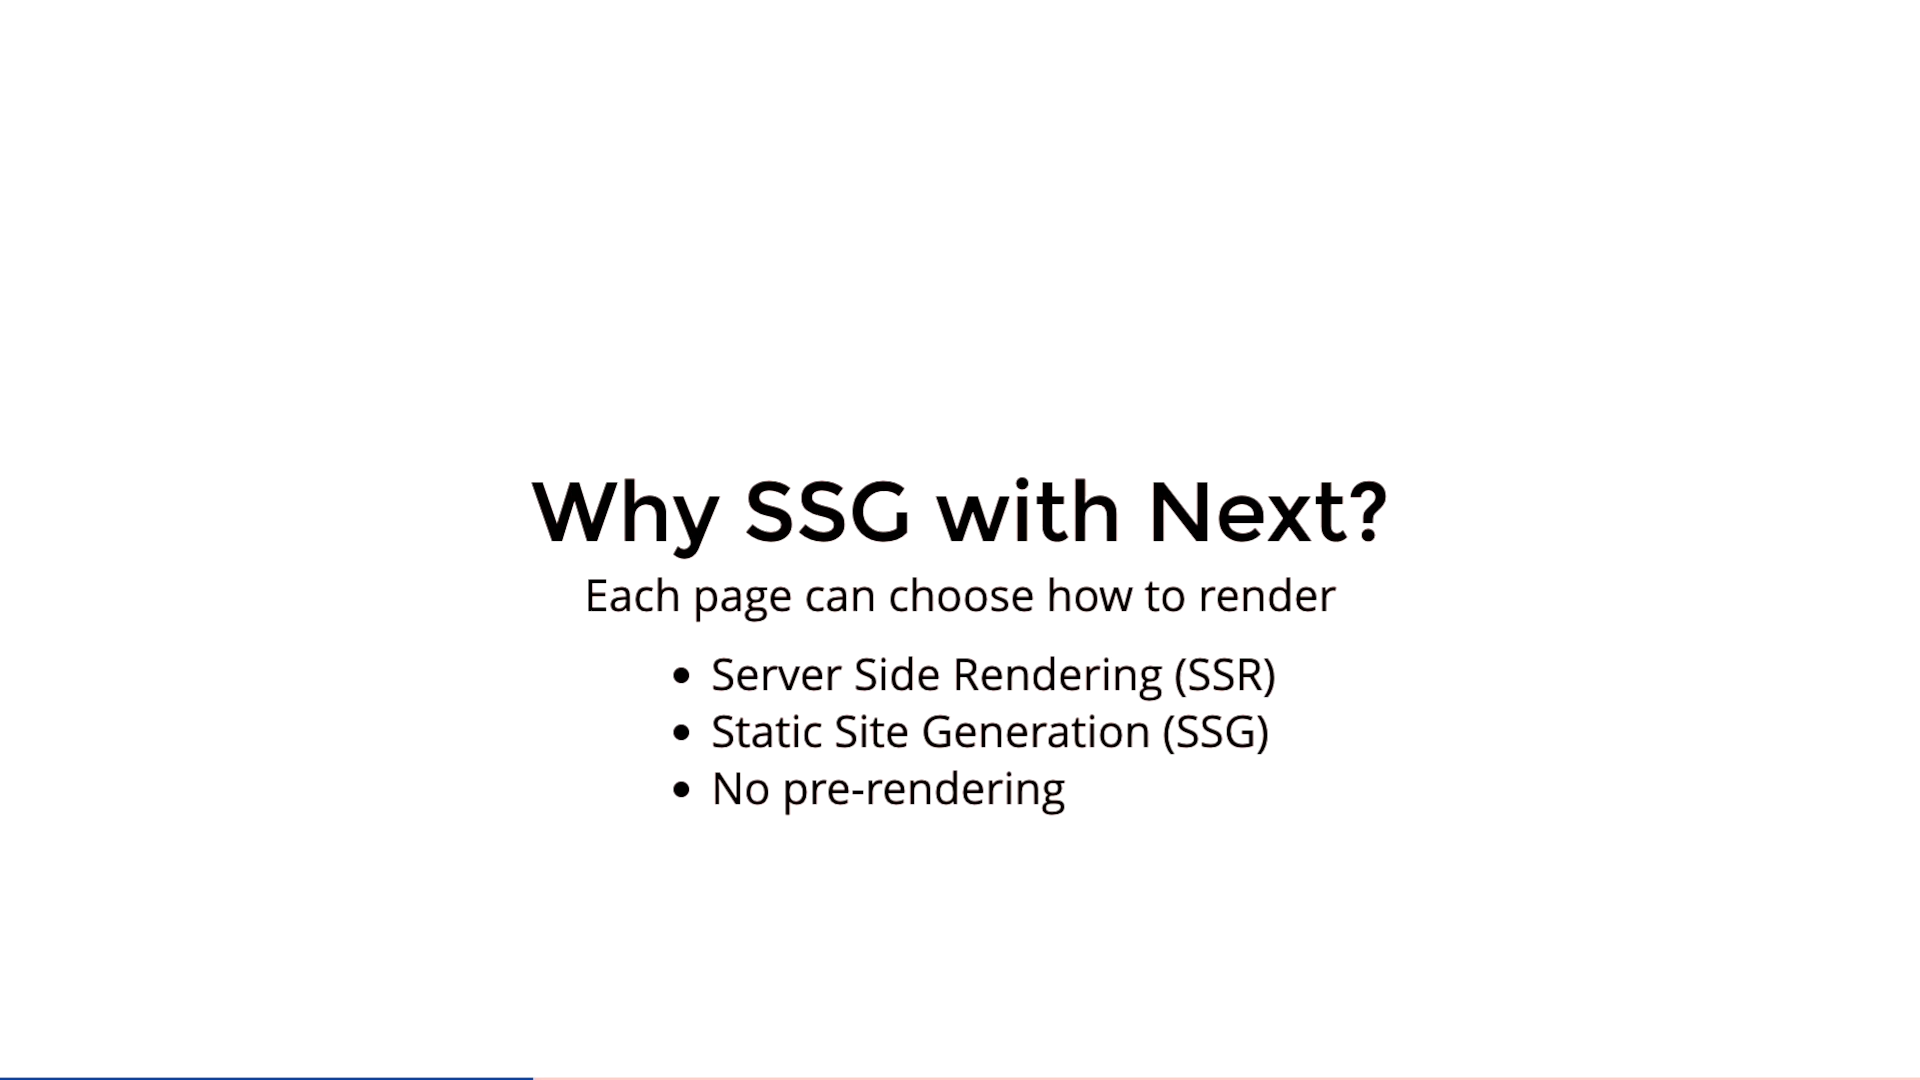 Why SSG with Next?
Each page can choose how to render
• Server Side Rendering (SSR)
• Static Site Generation (SSG)
• No pre-rendering